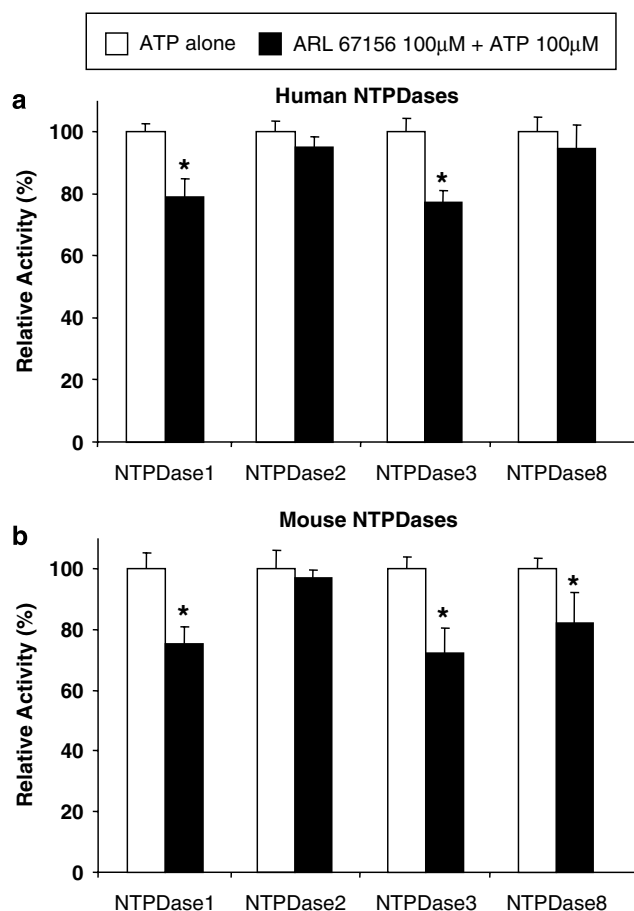 ATP alone ARL 67156 100µM + ATP 100µM
a
Human NTPDases
Relative Activity (%)
100
80
60
40
20
0
* *
NTPDase1 NTPDase2 NTPDase3 NTPDase8
b
Mouse NTPDases
Relative Activity (%)
100
80
60
40
20
0
* * *
NTPDase1 NTPDase2 NTPDase3 NTPDase8